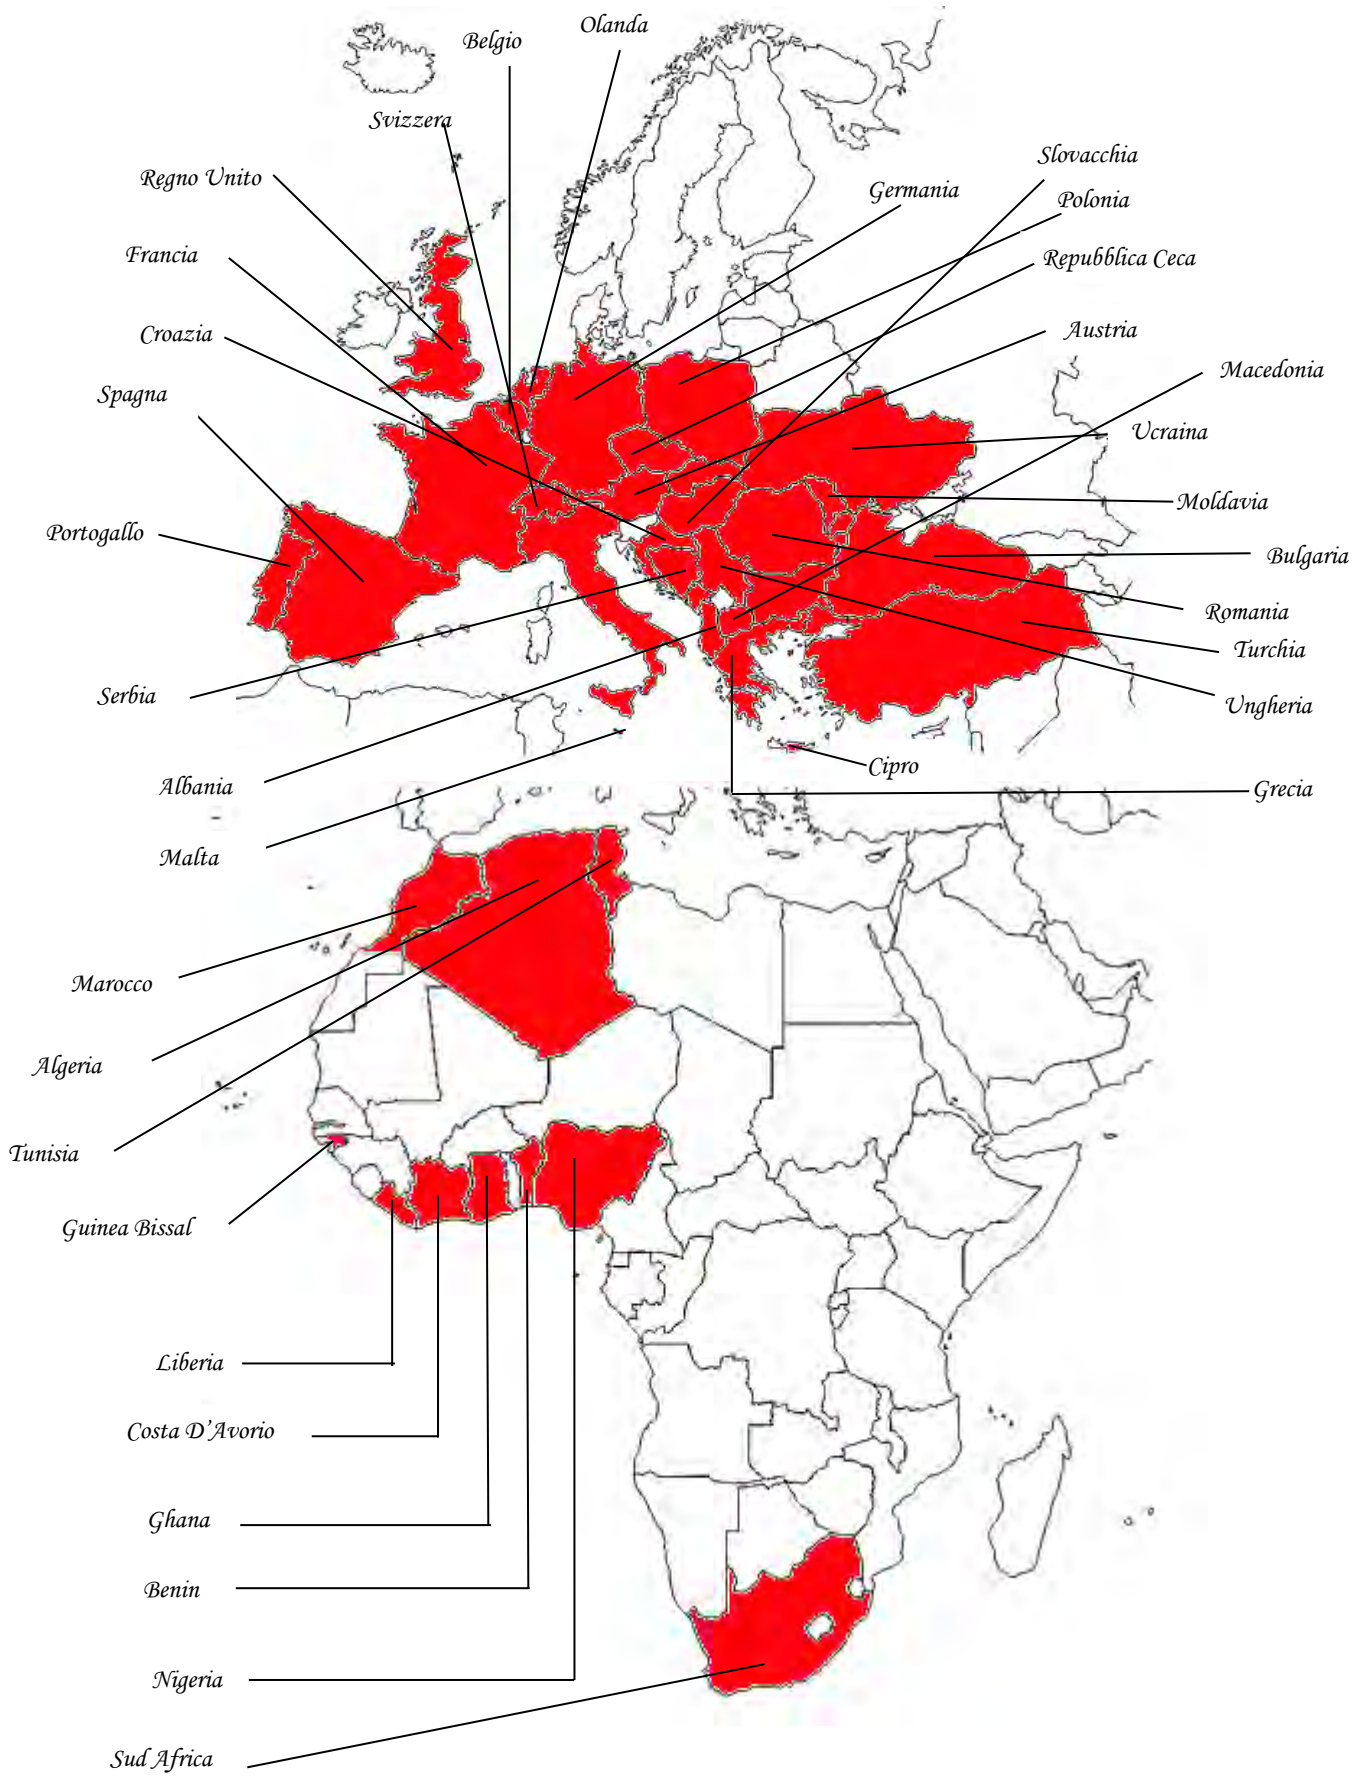 Olanda
Belgio
Svizzera
Slovacchia
Regno Unito
Germania
Polonia
Francia
Repubblica Ceca
Croazia
Austria
Macedonia
Spagna
Ucraina
Moldavia
Portogallo
Bulgaria
Romania
Turchia
Serbia
Ungheria
Cipro
Albania
Grecia
Malta
Marocco
Algeria
Tunisia
Guinea Bissal
Liberia
Costa D'Avorio
Ghana
Benin
Nigeria
Sud Africa